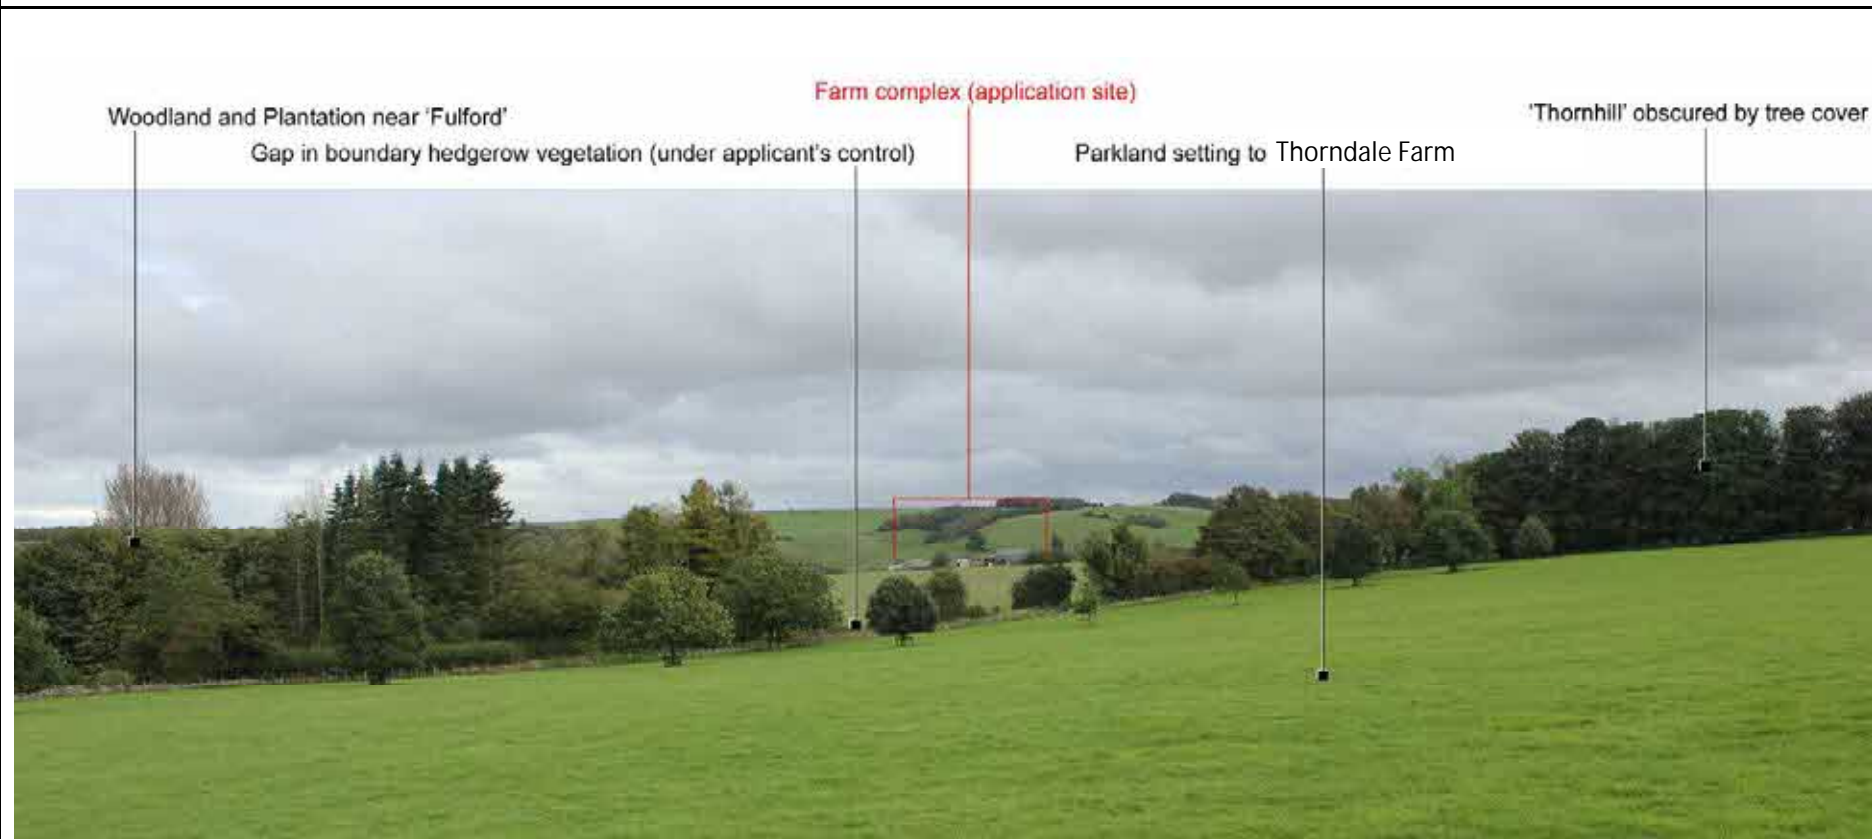 Farm complex (application site)
Woodland and Plantation near ‘Fulford’
'Thornhill’ obscured by tree cover
Gap in boundary hedgerow vegetation (under applicant’s control)
Parkland setting to Thorndale Farm